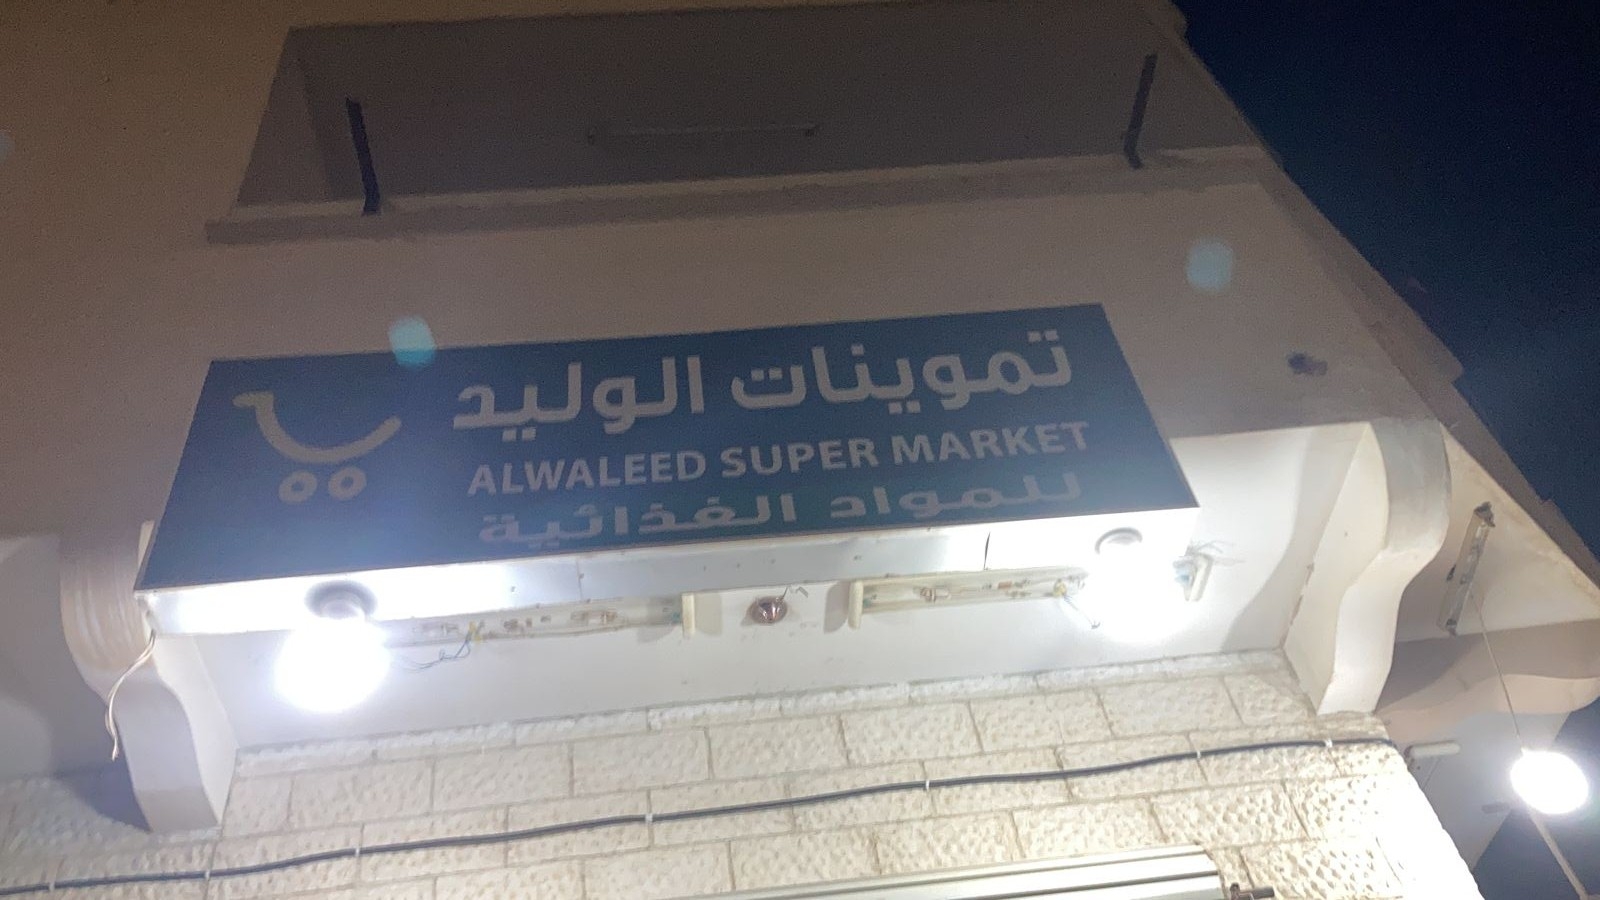 تموينات الوليد
ALWALEED SUPER MARKET
للمواد الغذائية